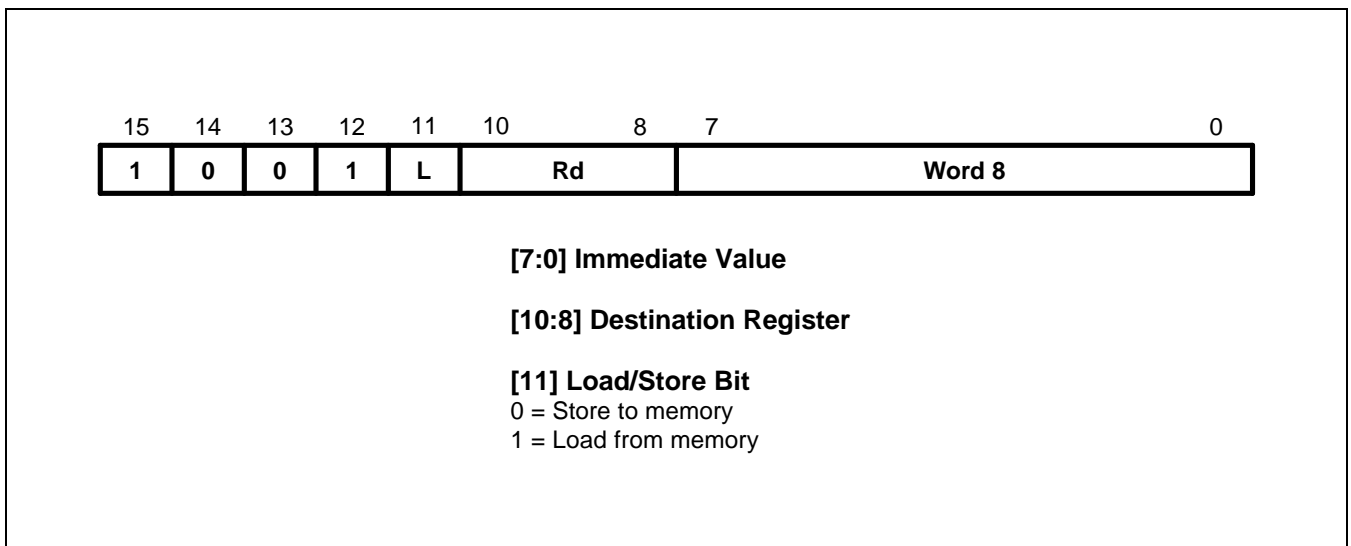 15 14 13 12 11 10 8 7 0
1 0 0 1 L Rd Word 8
[7:0] Immediate Value
[10:8] Destination Register
[11] Load/Store Bit
0 = Store to memory
1 = Load from memory